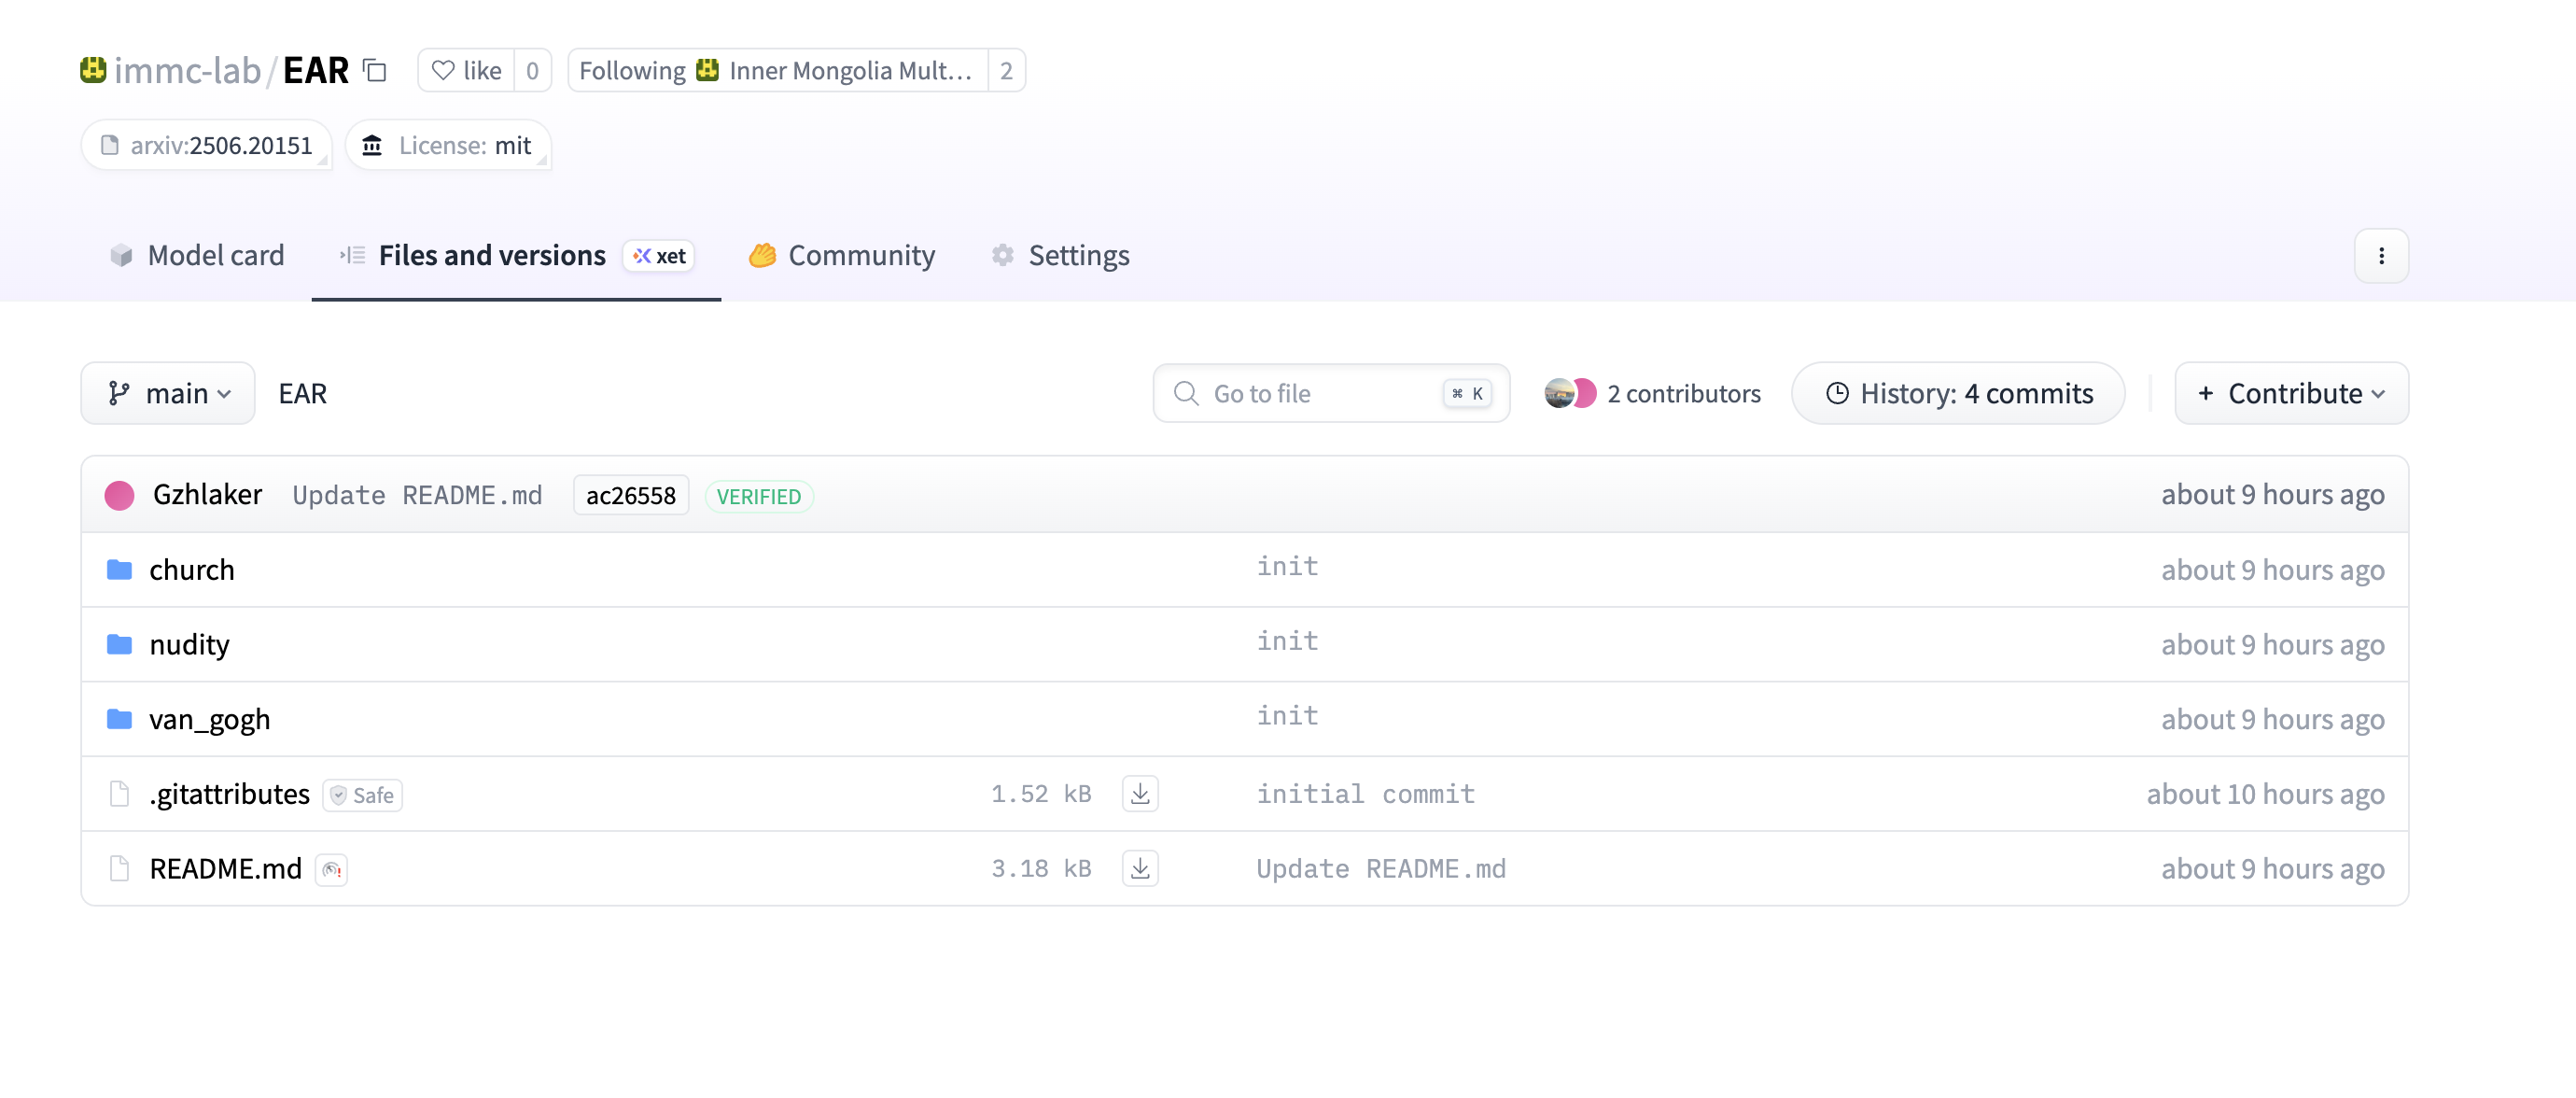 immc-lab/EAR like 0 Following Inner Mongolia Mult... 2
arxiv:2506.20151 License: mit
Model card Files and versions xet Community Settings
main EAR Go to file ⌘ K 2 contributors History: 4 commits + Contribute
Gzhlaker Update README.md ac26558 VERIFIED about 9 hours ago
church init about 9 hours ago
nudity init about 9 hours ago
van_gogh init about 9 hours ago
.gitattributes Safe 1.52 kB initial commit about 10 hours ago
README.md 3.18 kB Update README.md about 9 hours ago